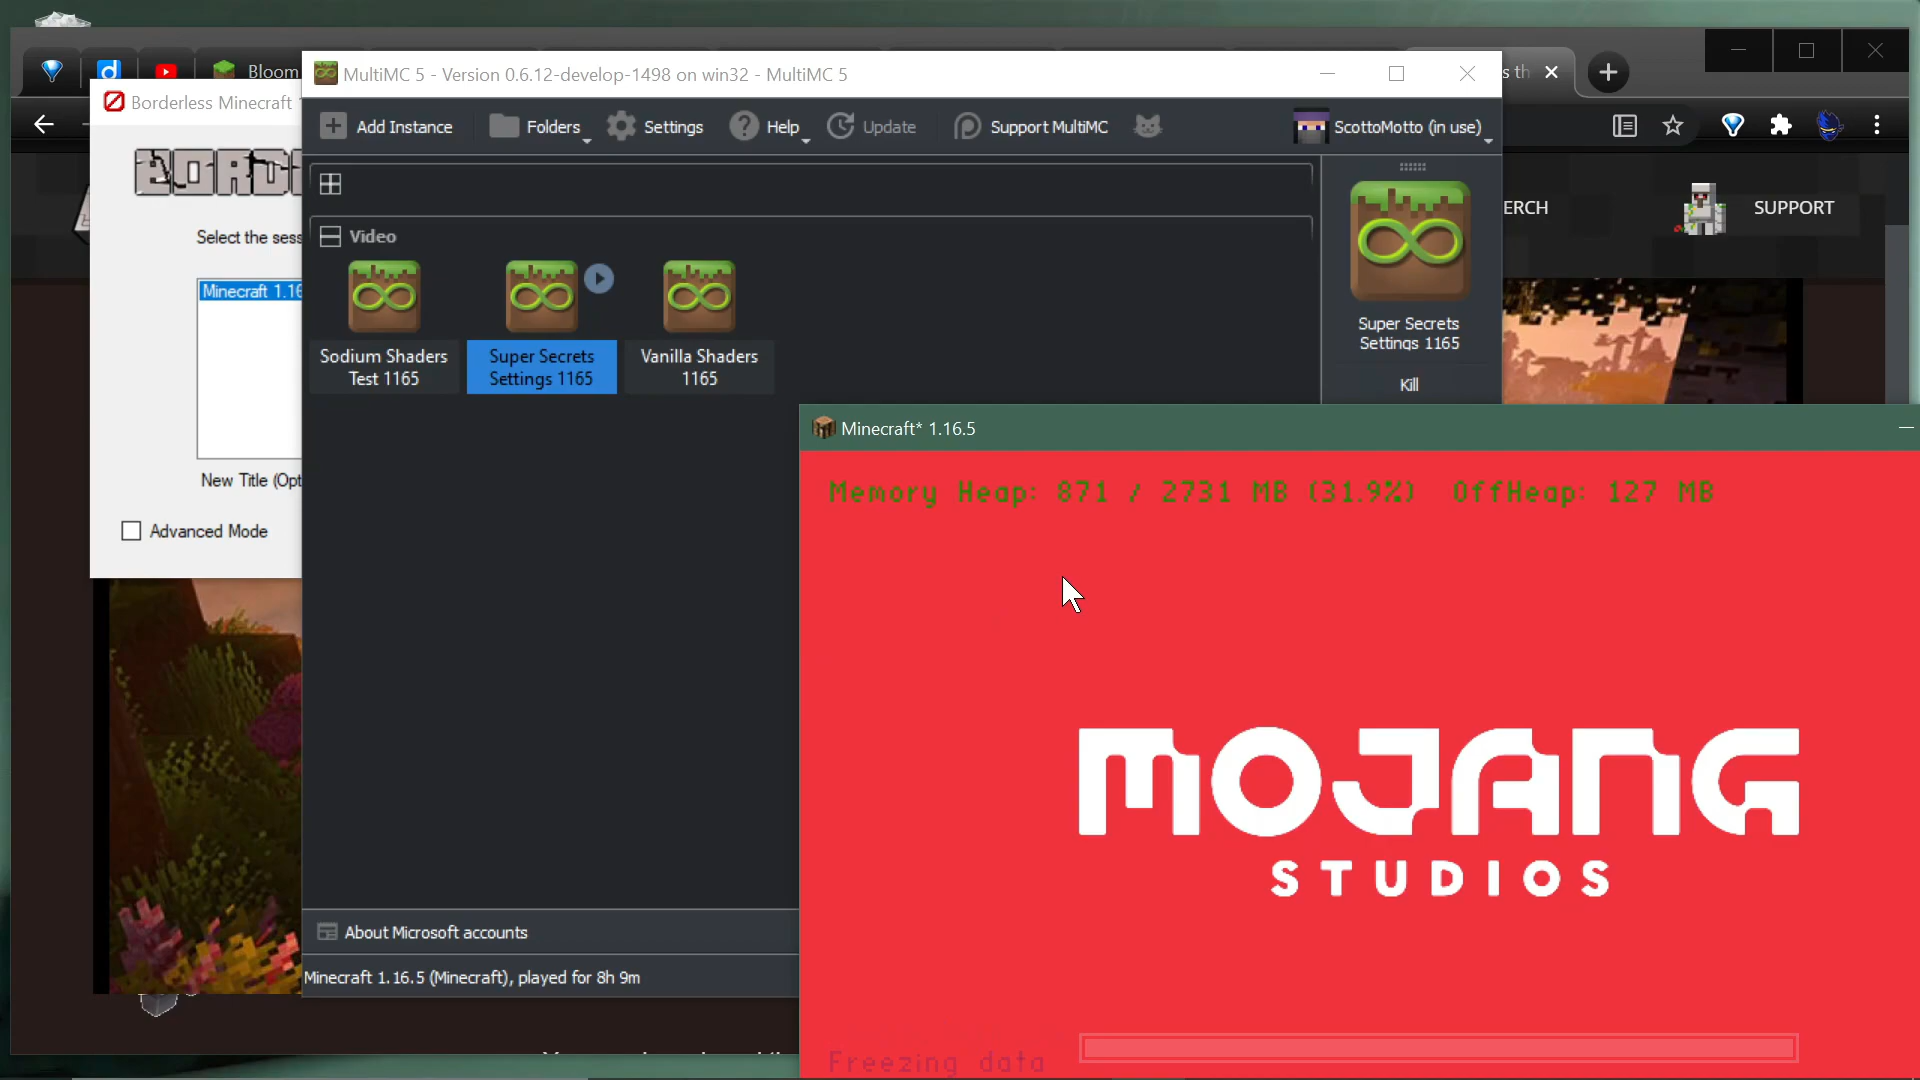 Bloom
s th
MultiMC 5 - Version 0.6.12-develop-1498 on win32 - MultiMC 5
Borderless Minecraft
Add Instance
Folders
Settings
Help
Update
Support MultiMC
ScottoMotto (in use)
BORD
ERCH
SUPPORT
Select the sess
Video
Minecraft 1.16
Sodium Shaders
Test 1165
Super Secrets
Settings 1165
Vanilla Shaders
1165
Super Secrets
Settings 1165
Kill
New Title (Opt
Advanced Mode
Minecraft* 1.16.5
Memory Heap: 871 / 2731 MB (31.9%) OffHeap: 127 MB
MOJANG
STUDIOS
Freezing data
About Microsoft accounts
Minecraft 1.16.5 (Minecraft), played for 8h 9m